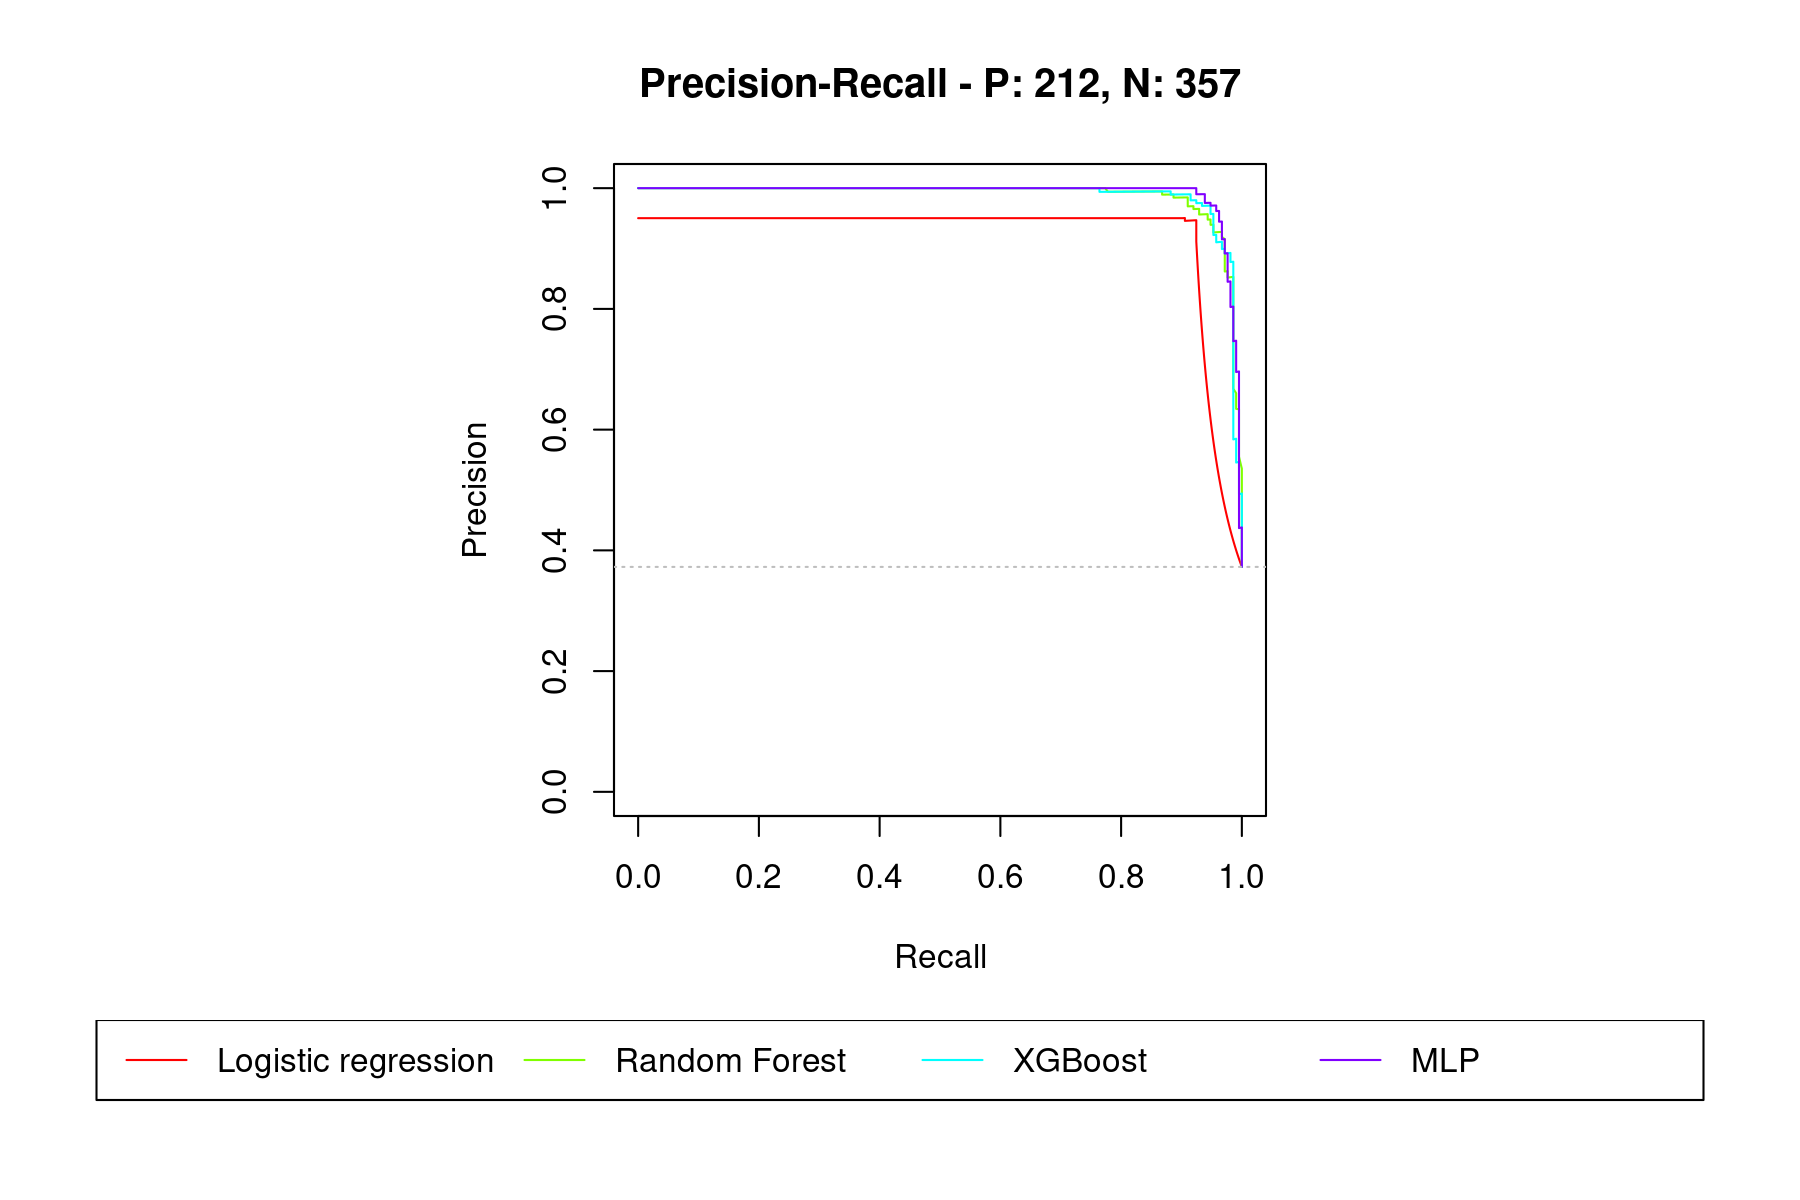 Precision-Recall - P: 212, N: 357
Precision
1.0
0.8
0.6
0.4
0.2
0.0
0.0 0.2 0.4 0.6 0.8 1.0
Recall
Logistic regression Random Forest XGBoost MLP